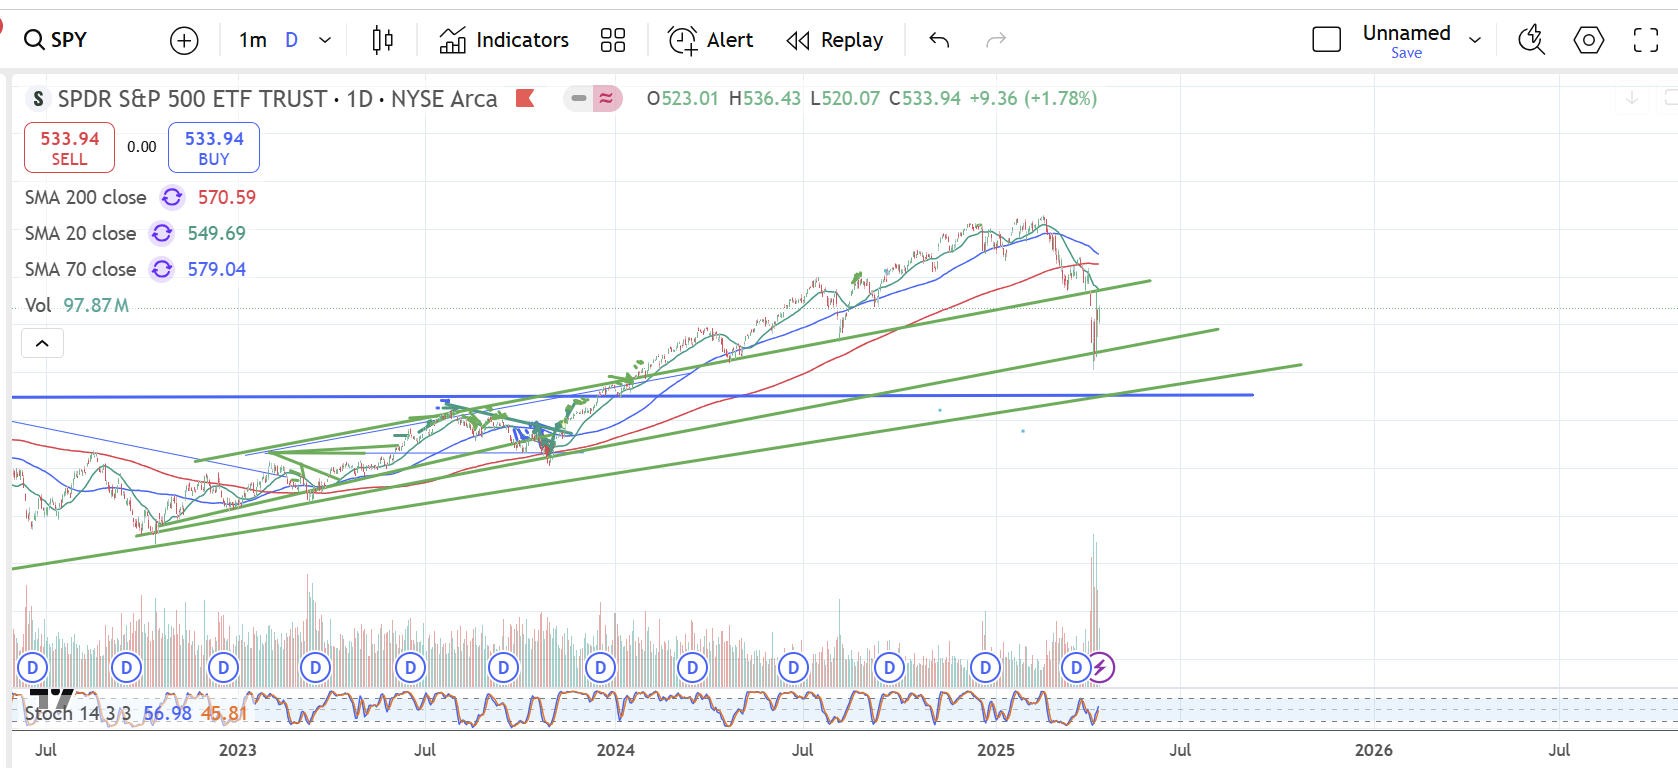 SPY
1m D
Indicators
Alert
Replay
Unnamed
Save
S SPDR S&P 500 ETF TRUST · 1D · NYSE Arca
O523.01 H536.43 L520.07 C533.94 +9.36 (+1.78%)
533.94
SELL
0.00
533.94
BUY
SMA 200 close 570.59
SMA 20 close 549.69
SMA 70 close 579.04
Vol 97.87M
D D D D D D D D D D D D
Stoch 14 3 3 56.98 45.81
Jul 2023 Jul 2024 Jul 2025 Jul 2026 Jul